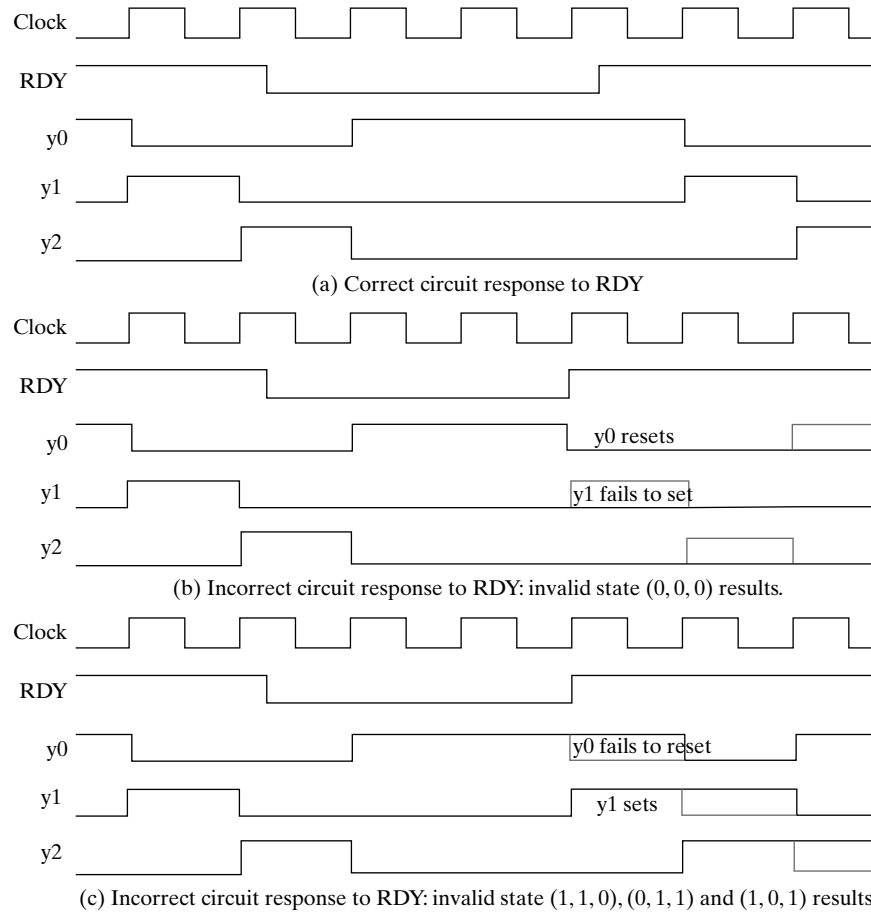 Clock
RDY
y0
y1
y2
(a) Correct circuit response to RDY
Clock
RDY
y0
y0 resets
y1
y1 fails to set
y2
(b) Incorrect circuit response to RDY: invalid state (0, 0, 0) results.
Clock
RDY
y0
y0 fails to reset
y1
y1 sets
y2
(c) Incorrect circuit response to RDY: invalid state (1, 1, 0), (0, 1, 1) and (1, 0, 1) results